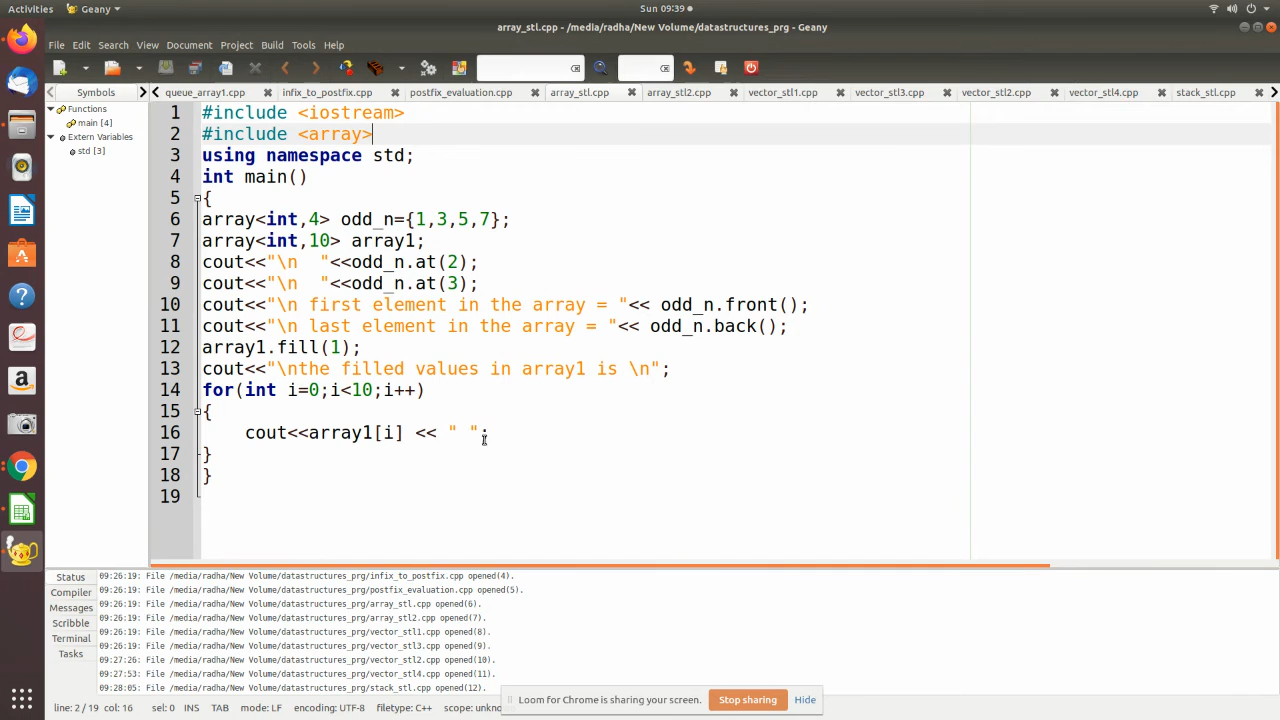 Activities Geany Sun 09:39
array_stl.cpp - /media/radha/New Volume/datastructures_prg - Geany
File Edit Search View Document Project Build Tools Help
Symbols queue_array1.cpp infix_to_postfix.cpp postfix_evaluation.cpp array_stl.cpp array_stl2.cpp vector_stl1.cpp vector_stl3.cpp vector_stl2.cpp vector_stl4.cpp stack_stl.cpp
Functions
main [4]
Extern Variables
std [3]
1 #include <iostream>
2 #include <array>
3 using namespace std;
4 int main()
5 {
6 array<int,4> odd_n={1,3,5,7};
7 array<int,10> array1;
8 cout<<"\n  "<<odd_n.at(2);
9 cout<<"\n  "<<odd_n.at(3);
10 cout<<"\n first element in the array = "<< odd_n.front();
11 cout<<"\n last element in the array = "<< odd_n.back();
12 array1.fill(1);
13 cout<<"\nthe filled values in array1 is \n";
14 for(int i=0;i<10;i++)
15 {
16     cout<<array1[i] << " ";
17 }
18 }
19
Status
Compiler
Messages
Scribble
Terminal
Tasks
09:26:19: File /media/radha/New Volume/datastructures_prg/infix_to_postfix.cpp opened(4).
09:26:19: File /media/radha/New Volume/datastructures_prg/postfix_evaluation.cpp opened(5).
09:26:19: File /media/radha/New Volume/datastructures_prg/array_stl.cpp opened(6).
09:26:19: File /media/radha/New Volume/datastructures_prg/array_stl2.cpp opened(7).
09:26:19: File /media/radha/New Volume/datastructures_prg/vector_stl1.cpp opened(8).
09:26:19: File /media/radha/New Volume/datastructures_prg/vector_stl3.cpp opened(9).
09:27:26: File /media/radha/New Volume/datastructures_prg/vector_stl2.cpp opened(10).
09:27:53: File /media/radha/New Volume/datastructures_prg/vector_stl4.cpp opened(11).
09:28:05: File /media/radha/New Volume/datastructures_prg/stack_stl.cpp opened(12).
Loom for Chrome is sharing your screen. Stop sharing Hide
line: 2 / 19 col: 16 sel: 0 INS TAB mode: LF encoding: UTF-8 filetype: C++ scope: